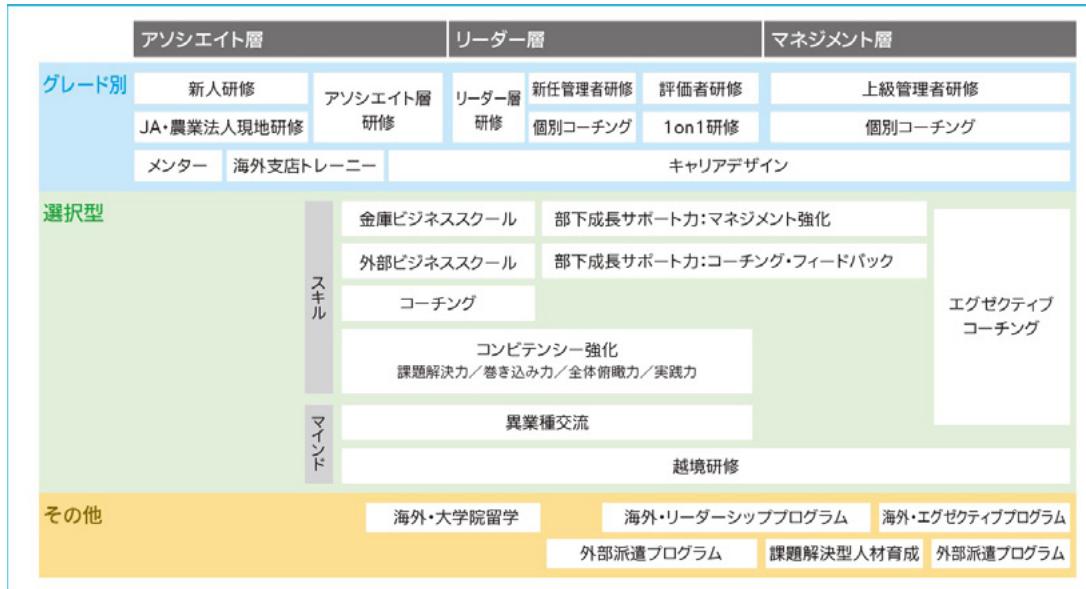 アソシエイト層
リーダー層
マネジメント層
グレード別
新人研修
アソシエイト層
研修
リーダー層
研修
新任管理者研修
評価者研修
上級管理者研修
JA・農業法人現地研修
個別コーチング
1on1研修
個別コーチング
メンター
海外支店トレーニー
キャリアデザイン
選択型
スキル
金庫ビジネススクール
部下成長サポート力:マネジメント強化
外部ビジネススクール
部下成長サポート力:コーチング・フィードバック
コーチング
エグゼクティブ
コーチング
コンピテンシー強化
課題解決力／巻き込み力／全体俯瞰力／実践力
マインド
異業種交流
越境研修
その他
海外・大学院留学
海外・リーダーシッププログラム
海外・エグゼクティブプログラム
外部派遣プログラム
課題解決型人材育成
外部派遣プログラム